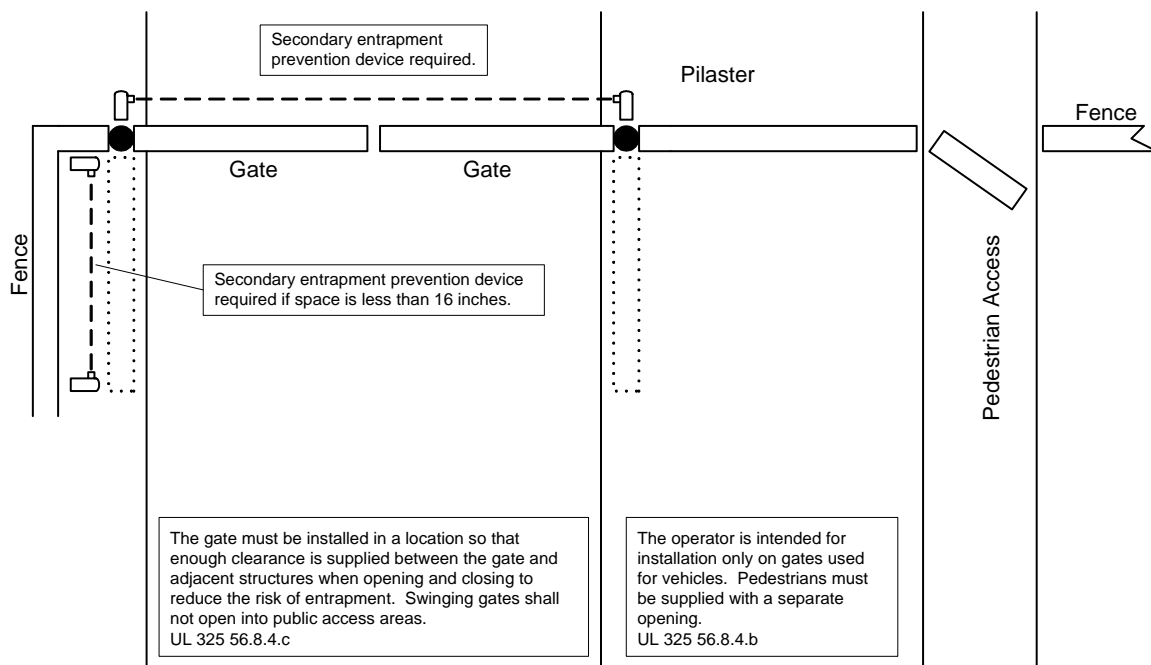 Secondary entrapment
prevention device required.
Pilaster
Fence
Gate
Gate
Fence
Secondary entrapment prevention device
required if space is less than 16 inches.
Pedestrian Access
The gate must be installed in a location so that
enough clearance is supplied between the gate and
adjacent structures when opening and closing to
reduce the risk of entrapment.  Swinging gates shall
not open into public access areas.
UL 325 56.8.4.c
The operator is intended for
installation only on gates used
for vehicles.  Pedestrians must
be supplied with a separate
opening.
UL 325 56.8.4.b